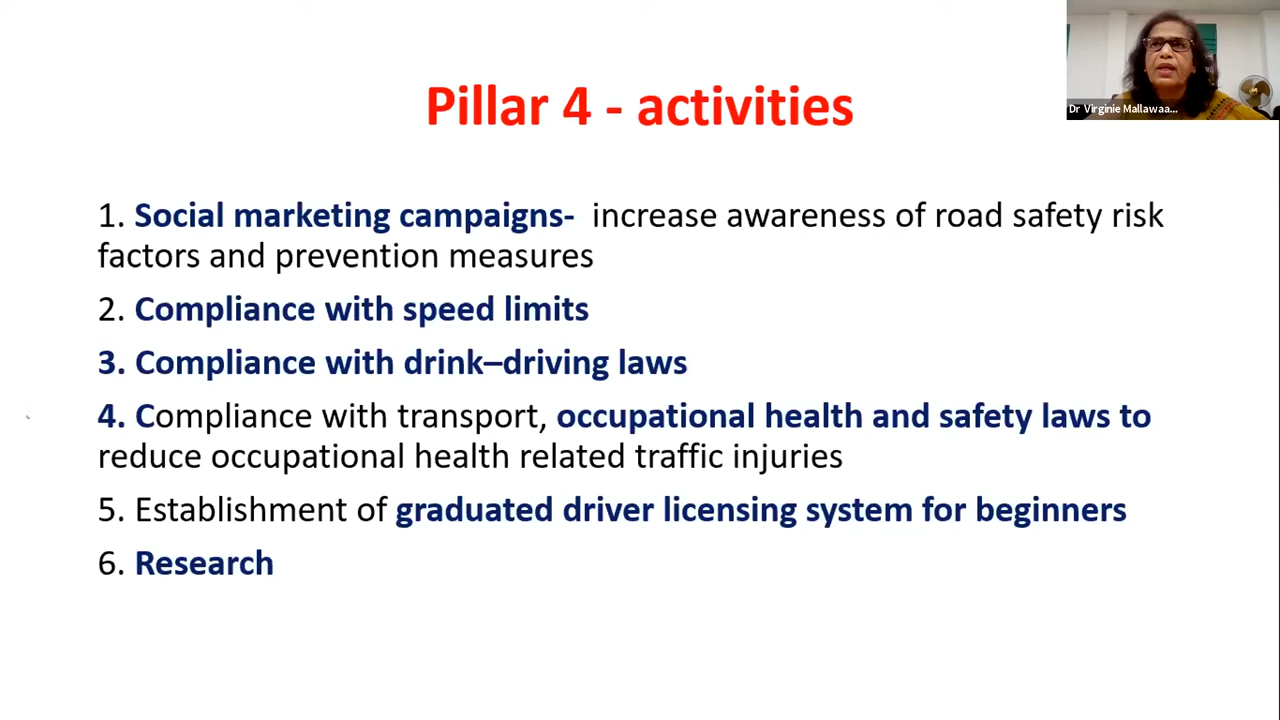 Pillar 4 - activities
Dr Virginie Mallawaa...
1. Social marketing campaigns- increase awareness of road safety risk
factors and prevention measures
2. Compliance with speed limits
3. Compliance with drink–driving laws
4. Compliance with transport, occupational health and safety laws to
reduce occupational health related traffic injuries
5. Establishment of graduated driver licensing system for beginners
6. Research